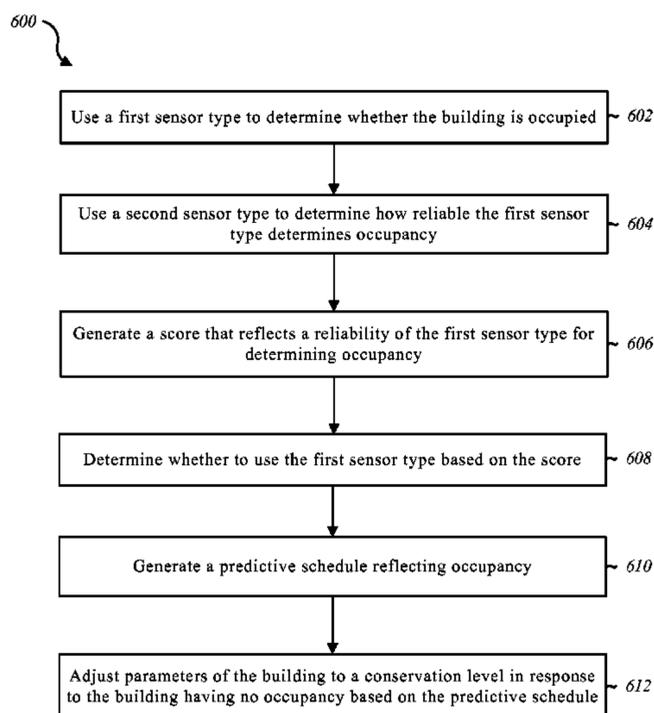 600
Use a first sensor type to determine whether the building is occupied
602
Use a second sensor type to determine how reliable the first sensor
type determines occupancy
604
Generate a score that reflects a reliability of the first sensor type for
determining occupancy
606
Determine whether to use the first sensor type based on the score
608
Generate a predictive schedule reflecting occupancy
610
Adjust parameters of the building to a conservation level in response
to the building having no occupancy based on the predictive schedule
612